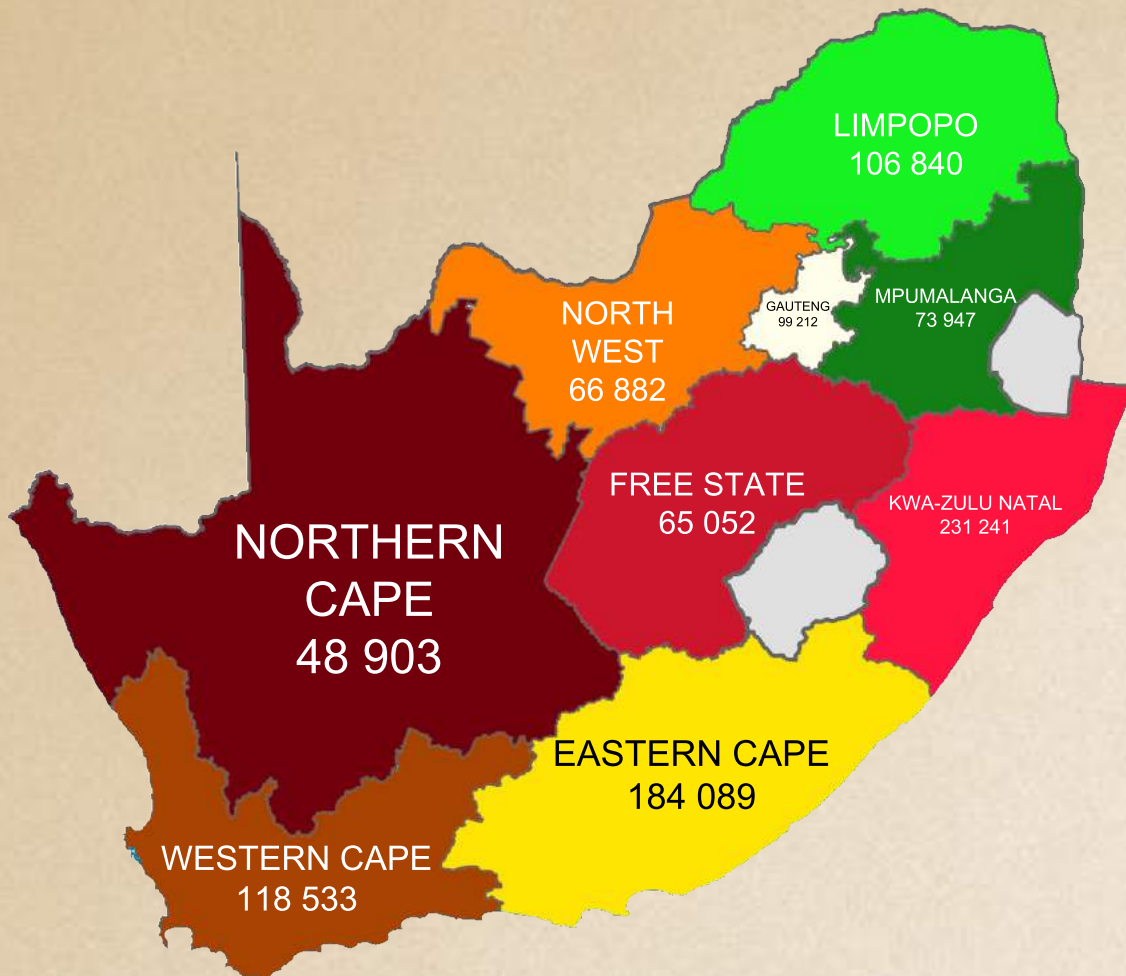 LIMPOPO
106 840
NORTH
WEST
66 882
GAUTENG
99 212
MPUMALANGA
73 947
FREE STATE
65 052
KWA-ZULU NATAL
231 241
NORTHERN
CAPE
48 903
EASTERN CAPE
184 089
WESTERN CAPE
118 533